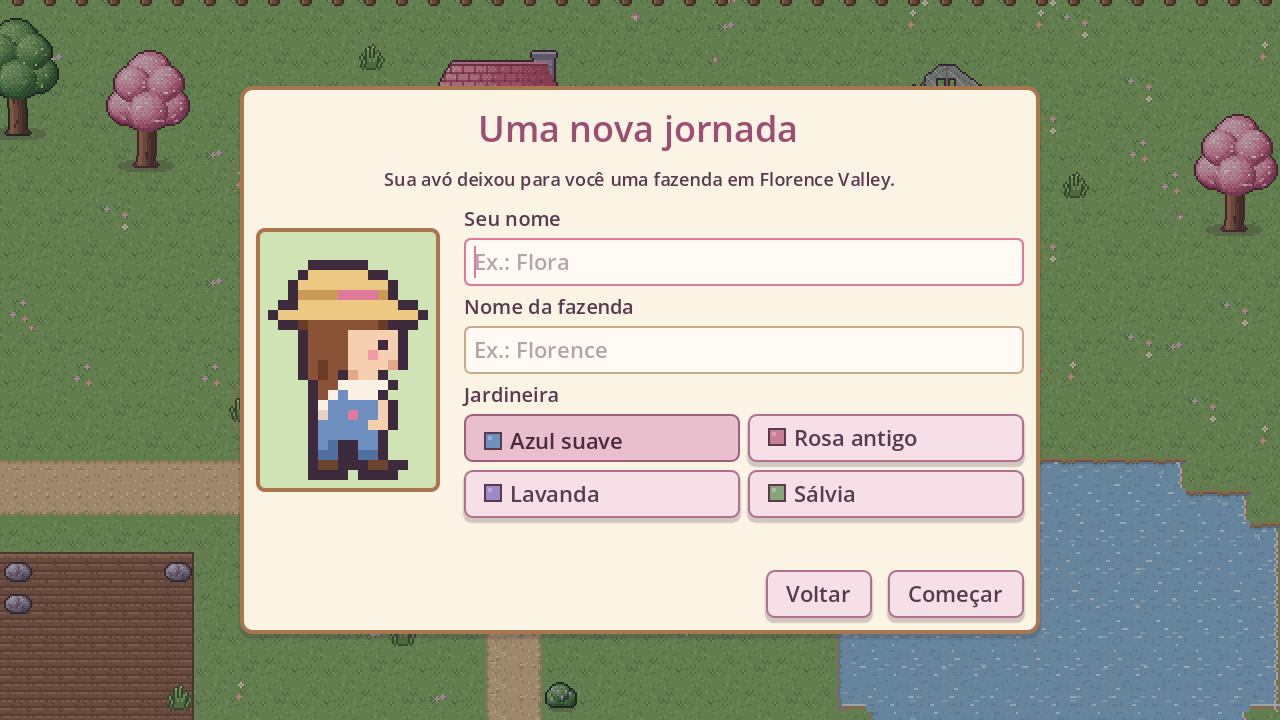 Uma nova jornada
Sua avó deixou para você uma fazenda em Florence Valley.
Seu nome
Ex.: Flora
Nome da fazenda
Ex.: Florence
Jardineira
Azul suave
Rosa antigo
Lavanda
Sálvia
Voltar
Começar